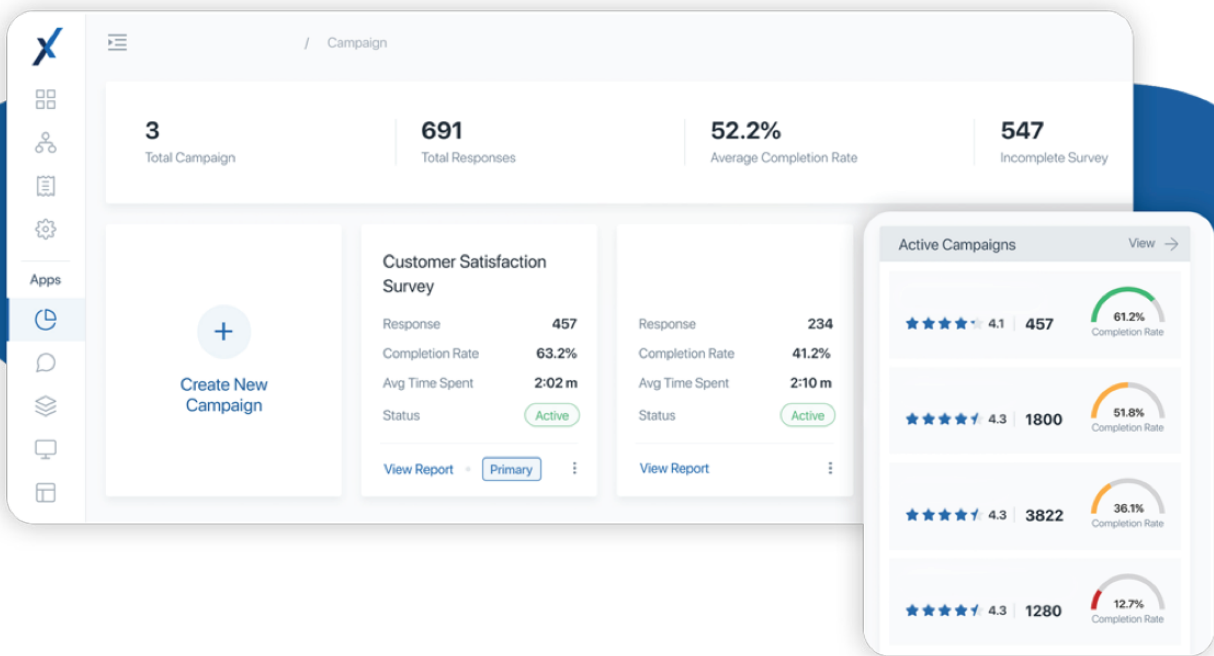 / Campaign
3
Total Campaign
691
Total Responses
52.2%
Average Completion Rate
547
Incomplete Survey
Apps
Create New
Campaign
Customer Satisfaction
Survey
Response 457
Completion Rate 63.2%
Avg Time Spent 2:02 m
Status Active
View Report Primary
Response 234
Completion Rate 41.2%
Avg Time Spent 2:10 m
Status Active
View Report
Active Campaigns View
4.1 457
61.2%
Completion Rate
4.3 1800
51.8%
Completion Rate
4.3 3822
36.1%
Completion Rate
4.3 1280
12.7%
Completion Rate